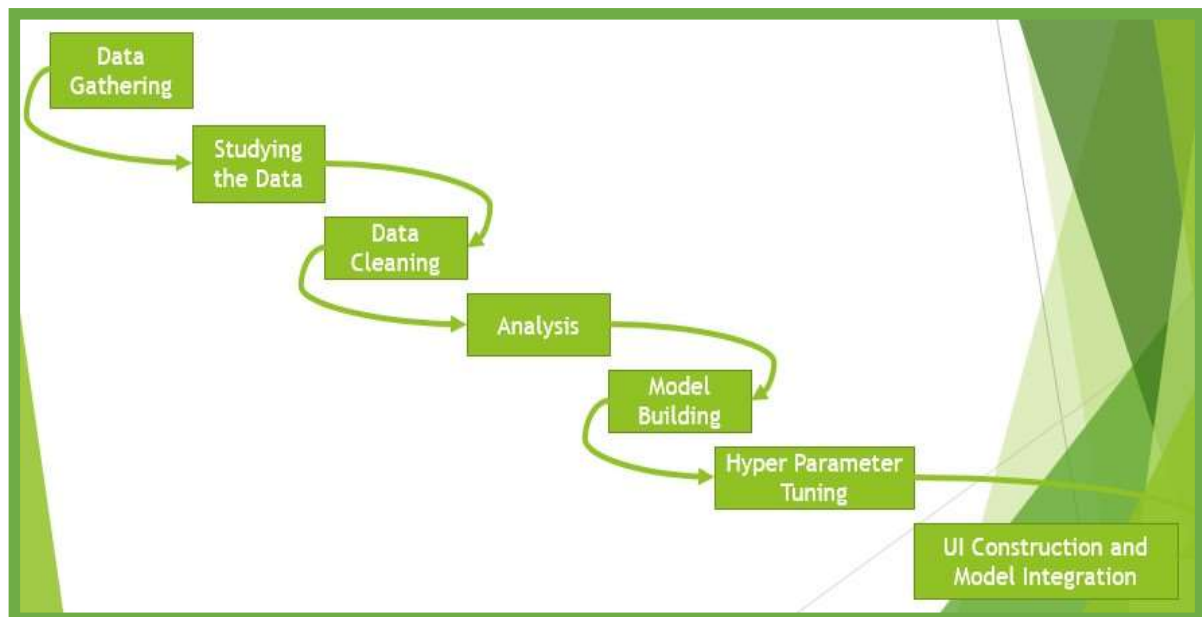 Data
Gathering
Studying
the Data
Data
Cleaning
Analysis
Model
Building
Hyper Parameter
Tuning
UI Construction and
Model Integration